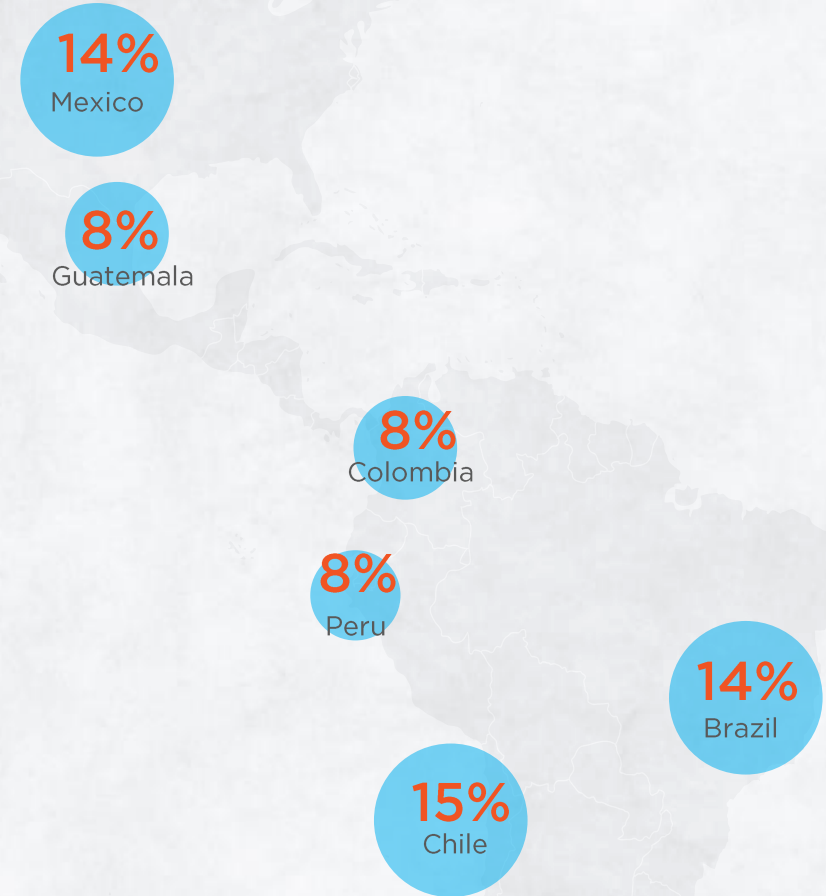 14%
Mexico
8%
Guatemala
8%
Colombia
8%
Peru
14%
Brazil
15%
Chile